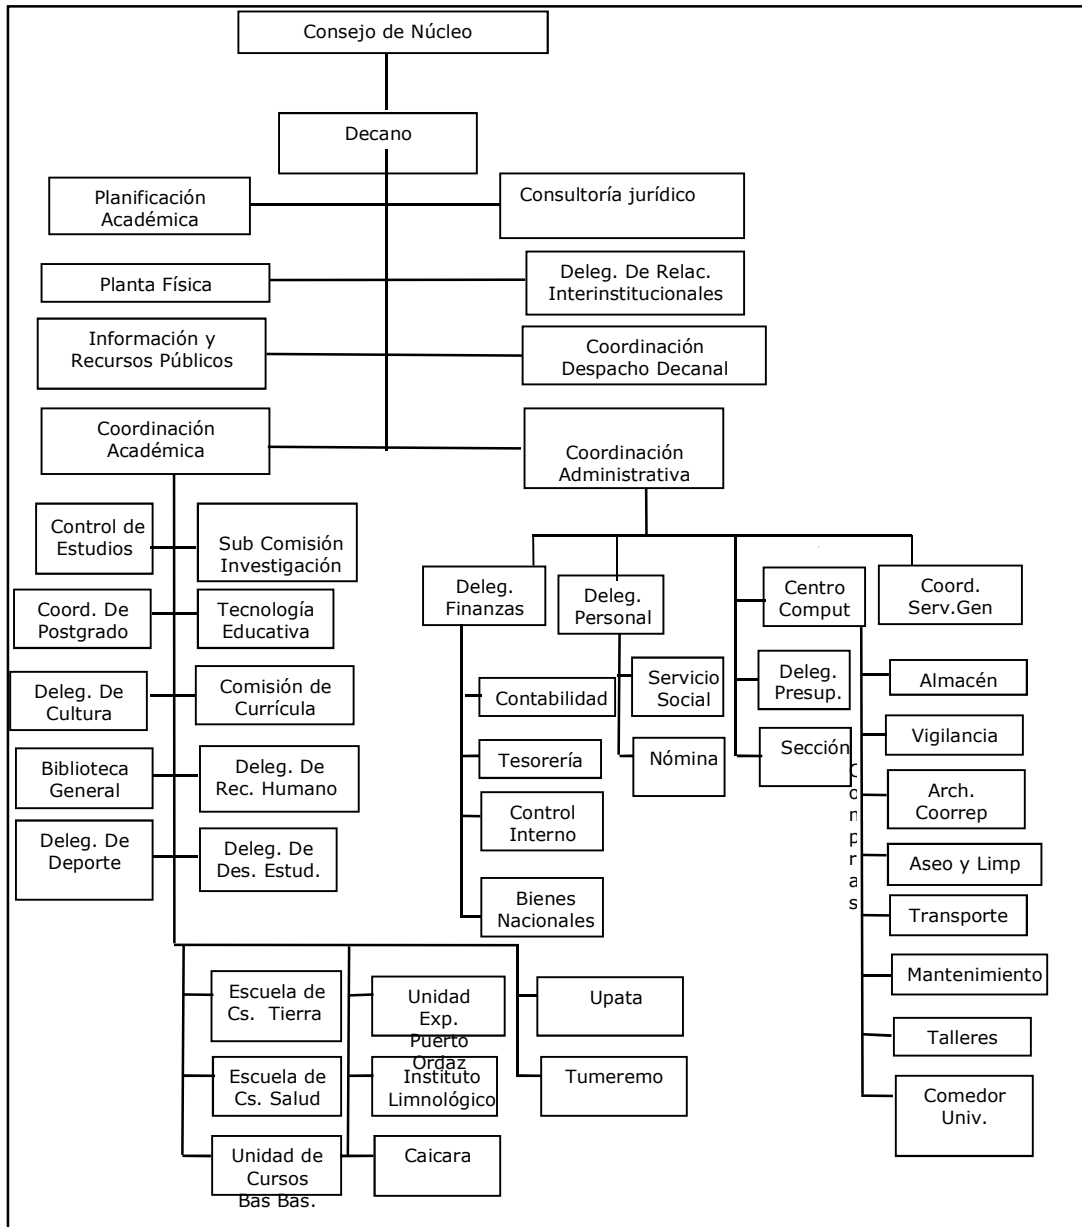 Consejo de Núcleo
Decano
Planificación
Académica
Consultoría jurídico
Planta Física
Deleg. De Relac.
Interinstitucionales
Información y
Recursos Públicos
Coordinación
Despacho Decanal
Coordinación
Académica
Coordinación
Administrativa
Control de
Estudios
Sub Comisión
Investigación
Coord. De
Postgrado
Tecnología
Educativa
Deleg. De
Cultura
Comisión de
Currícula
Biblioteca
General
Deleg. De
Rec. Humano
Deleg. De
Deporte
Deleg. De
Des. Estud.
Deleg.
Finanzas
Deleg.
Personal
Centro
Comput
Coord.
Serv.Gen
Contabilidad
Tesorería
Control
Interno
Bienes
Nacionales
Servicio
Social
Nómina
Deleg.
Presup.
Sección
Compras
Almacén
Vigilancia
Arch.
Coorrep
Aseo y Limp
Transporte
Mantenimiento
Talleres
Comedor
Univ.
Escuela de
Cs. Tierra
Escuela de
Cs. Salud
Unidad de
Cursos
Bas Bas.
Unidad
Exp.
Puerto
Ordaz
Instituto
Limnológico
Caicara
Upata
Tumeremo